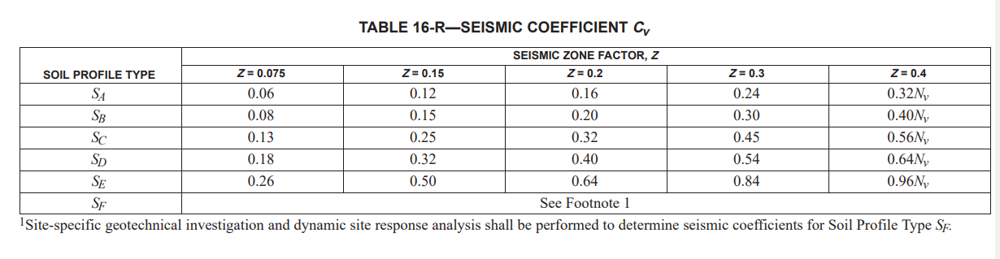 TABLE 16-R—SEISMIC COEFFICIENT Cv
SEISMIC ZONE FACTOR, Z
SOIL PROFILE TYPE Z = 0.075 Z = 0.15 Z = 0.2 Z = 0.3 Z = 0.4
SA 0.06 0.12 0.16 0.24 0.32Nv
SB 0.08 0.15 0.20 0.30 0.40Nv
SC 0.13 0.25 0.32 0.45 0.56Nv
SD 0.18 0.32 0.40 0.54 0.64Nv
SE 0.26 0.50 0.64 0.84 0.96Nv
SF See Footnote 1
1Site-specific geotechnical investigation and dynamic site response analysis shall be performed to determine seismic coefficients for Soil Profile Type SF.